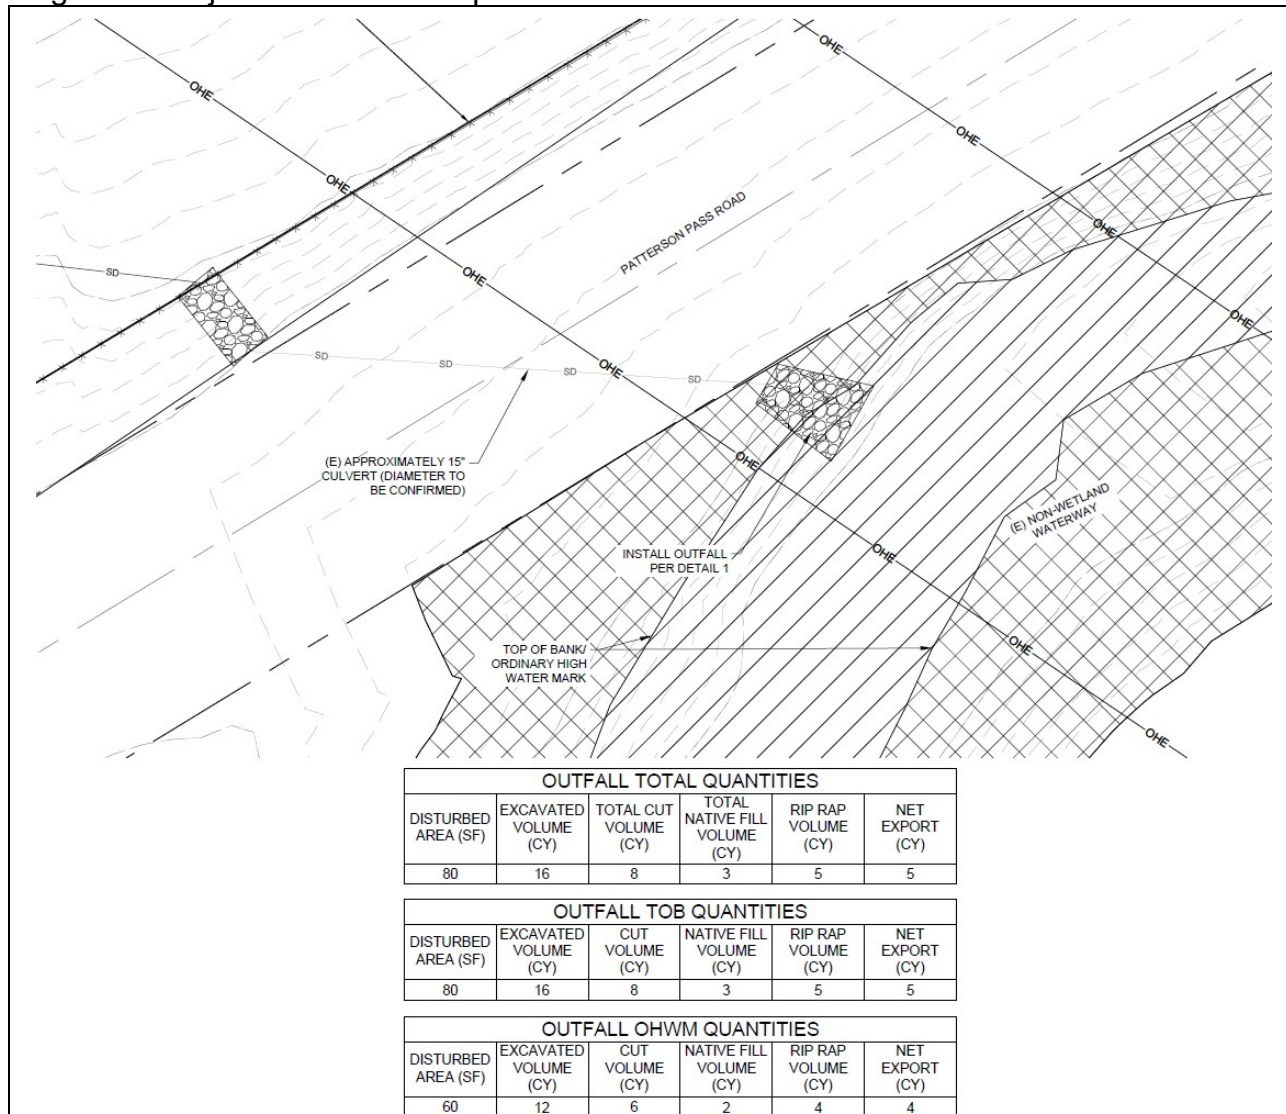 OHE
OHE
OHE
OHE
OHE
PATTERSON PASS ROAD
SD
OHE
OHE
SD
SD
SD
OHE
SD
(E) APPROXIMATELY 15"
CULVERT (DIAMETER TO
BE CONFIRMED)
OHE
(E) NON-WETLAND
WATERWAY
INSTALL OUTFALL
PER DETAIL 1
OHE
TOP OF BANK/
ORDINARY HIGH
WATER MARK
OHE
OHE
OUTFALL TOTAL QUANTITIES
DISTURBED AREA (SF) EXCAVATED VOLUME (CY) TOTAL CUT VOLUME (CY) TOTAL NATIVE FILL VOLUME (CY) RIP RAP VOLUME (CY) NET EXPORT (CY)
80 16 8 3 5 5
OUTFALL TOB QUANTITIES
DISTURBED AREA (SF) EXCAVATED VOLUME (CY) CUT VOLUME (CY) NATIVE FILL VOLUME (CY) RIP RAP VOLUME (CY) NET EXPORT (CY)
80 16 8 3 5 5
OUTFALL OHWM QUANTITIES
DISTURBED AREA (SF) EXCAVATED VOLUME (CY) CUT VOLUME (CY) NATIVE FILL VOLUME (CY) RIP RAP VOLUME (CY) NET EXPORT (CY)
60 12 6 2 4 4